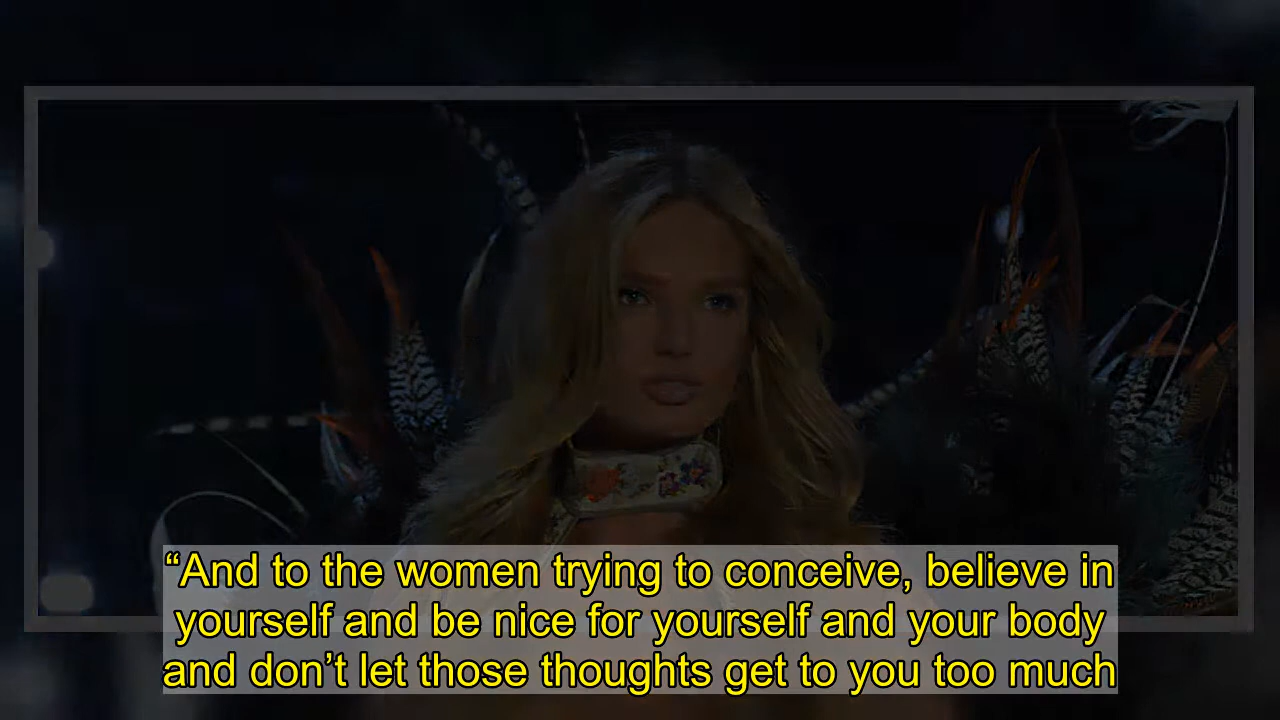 “And to the women trying to conceive, believe in
yourself and be nice for yourself and your body
and don’t let those thoughts get to you too much